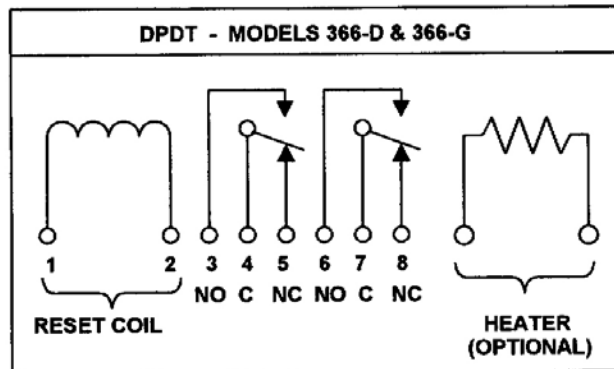 DPDT - MODELS 366-D & 366-G
1 2 3 4 5 6 7 8
NO C NC NO C NC
RESET COIL
HEATER
(OPTIONAL)